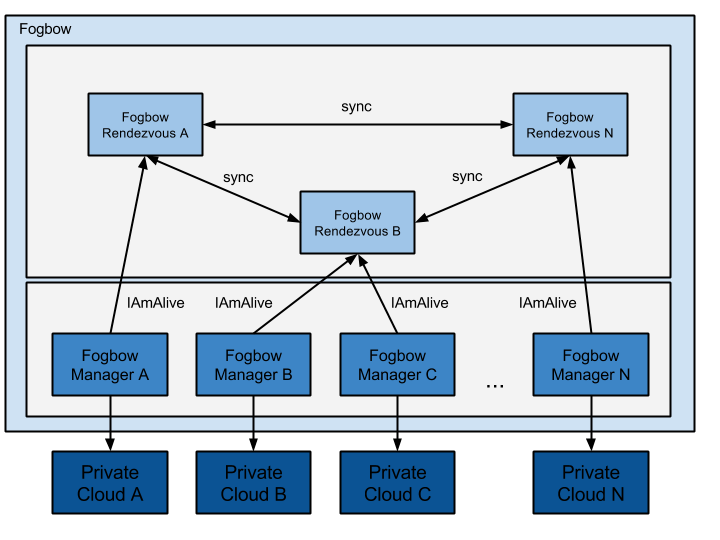 Fogbow
sync
Fogbow
Rendezvous A
Fogbow
Rendezvous N
sync
sync
Fogbow
Rendezvous B
IAmAlive
IAmAlive
IAmAlive
IAmAlive
Fogbow
Manager A
Fogbow
Manager B
Fogbow
Manager C
...
Fogbow
Manager N
Private
Cloud A
Private
Cloud B
Private
Cloud C
Private
Cloud N